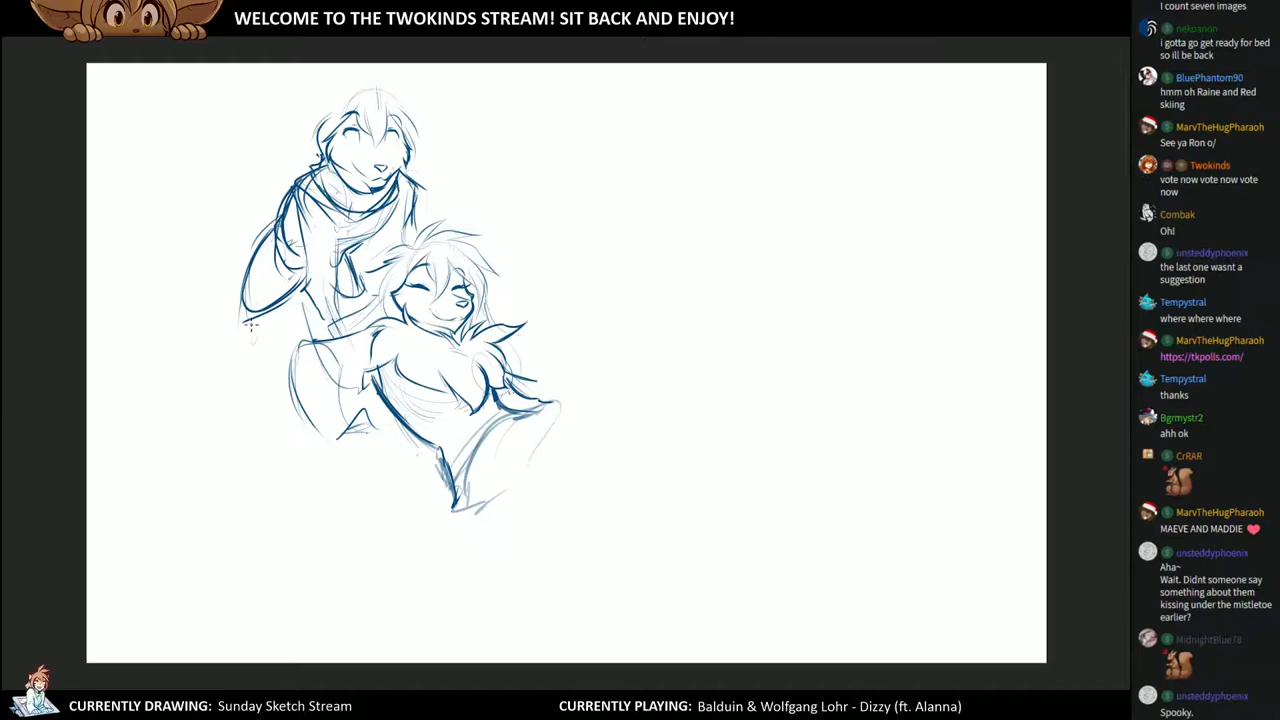 WELCOME TO THE TWOKINDS STREAM! SIT BACK AND ENJOY!
I count seven images
nekoanon
i gotta go get ready for bed
so ill be back
BluePhantom90
hmm oh Raine and Red
skiing
MarvTheHugPharaoh
See ya Ron o/
Twokinds
vote now vote now vote
now
Combak
Oh!
unsteddyphoenix
the last one wasnt a
suggestion
Tempystral
where where where
MarvTheHugPharaoh
https://tkpolls.com/
Tempystral
thanks
Bgrmystr2
ahh ok
CrRAR
MarvTheHugPharaoh
MAEVE AND MADDIE
unsteddyphoenix
Aha~
Wait. Didnt someone say
something about them
kissing under the mistletoe
earlier?
MidnightBlue78
unsteddyphoenix
Spooky.
CURRENTLY DRAWING: Sunday Sketch Stream
CURRENTLY PLAYING: Balduin & Wolfgang Lohr - Dizzy (ft. Alanna)